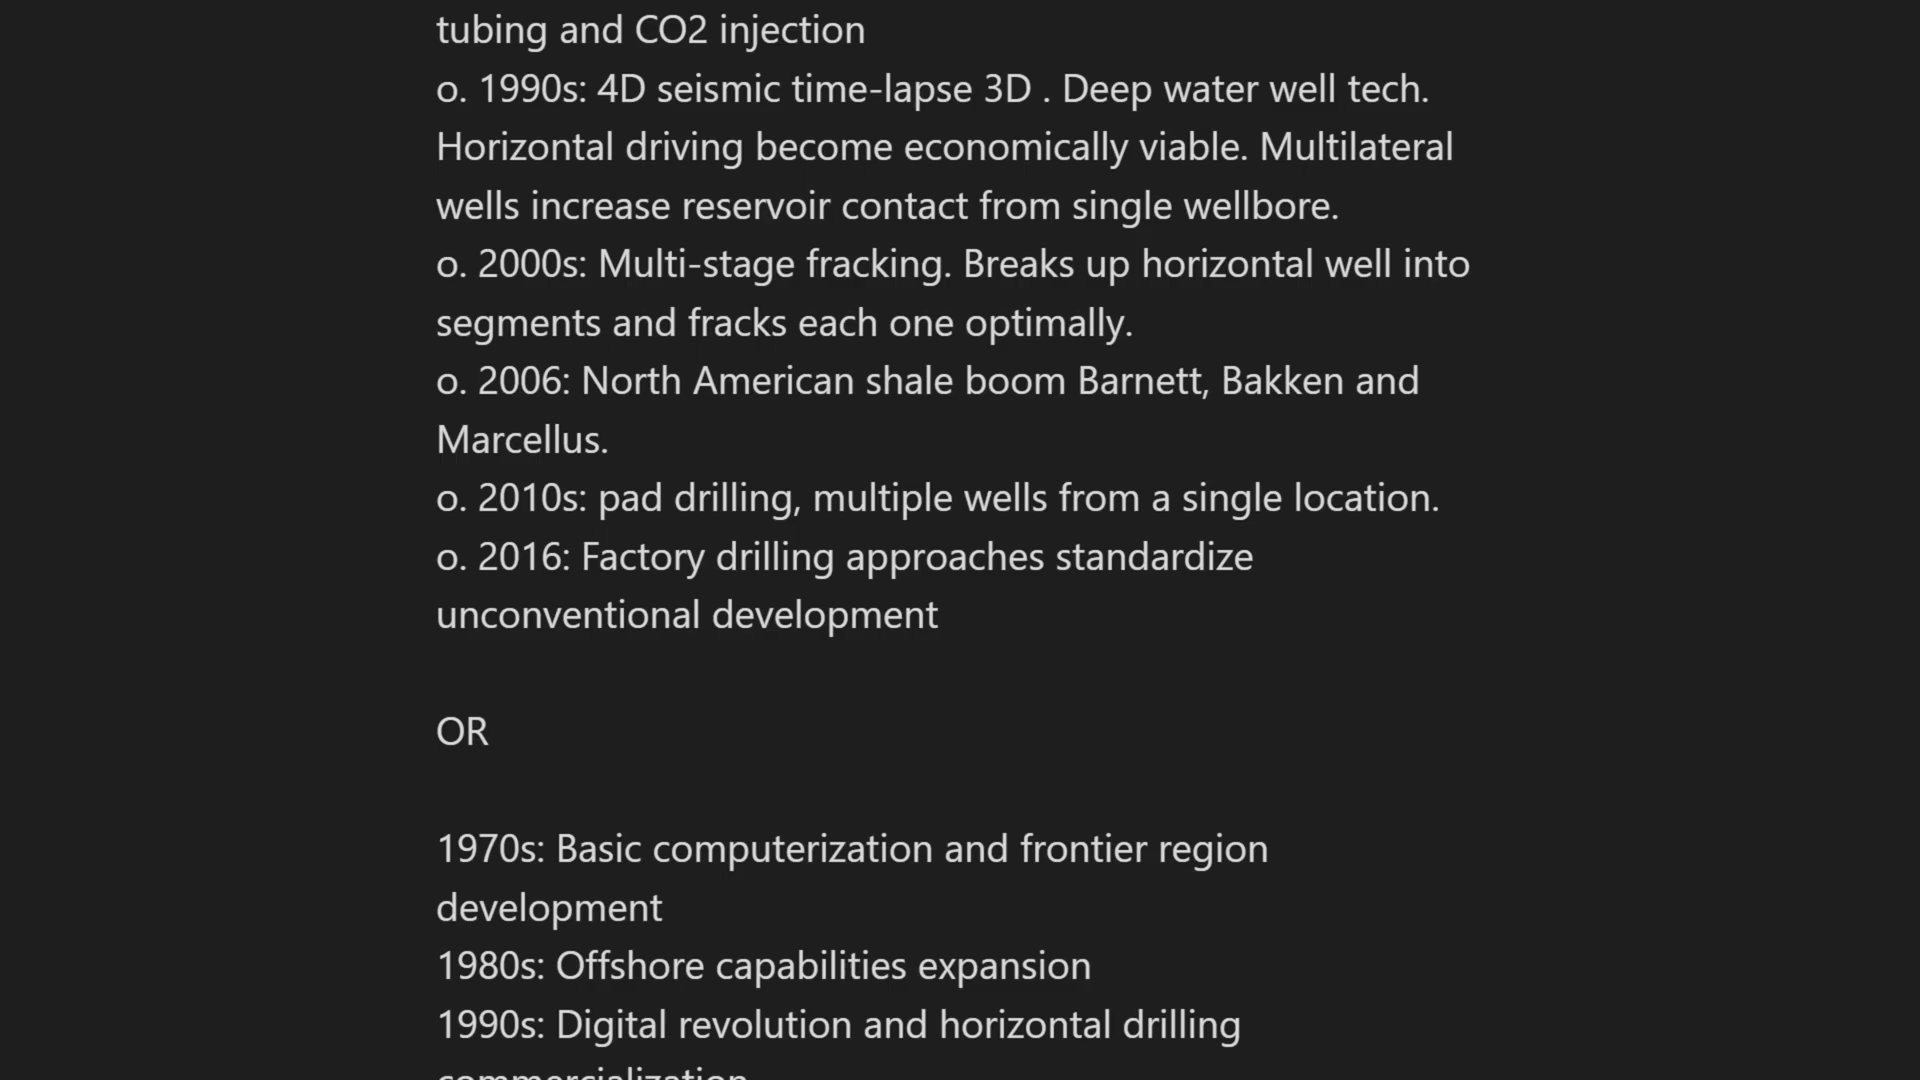 tubing and CO2 injection
o. 1990s: 4D seismic time-lapse 3D . Deep water well tech.
Horizontal driving become economically viable. Multilateral
wells increase reservoir contact from single wellbore.
o. 2000s: Multi-stage fracking. Breaks up horizontal well into
segments and fracks each one optimally.
o. 2006: North American shale boom Barnett, Bakken and
Marcellus.
o. 2010s: pad drilling, multiple wells from a single location.
o. 2016: Factory drilling approaches standardize
unconventional development
OR
1970s: Basic computerization and frontier region
development
1980s: Offshore capabilities expansion
1990s: Digital revolution and horizontal drilling
commercialization